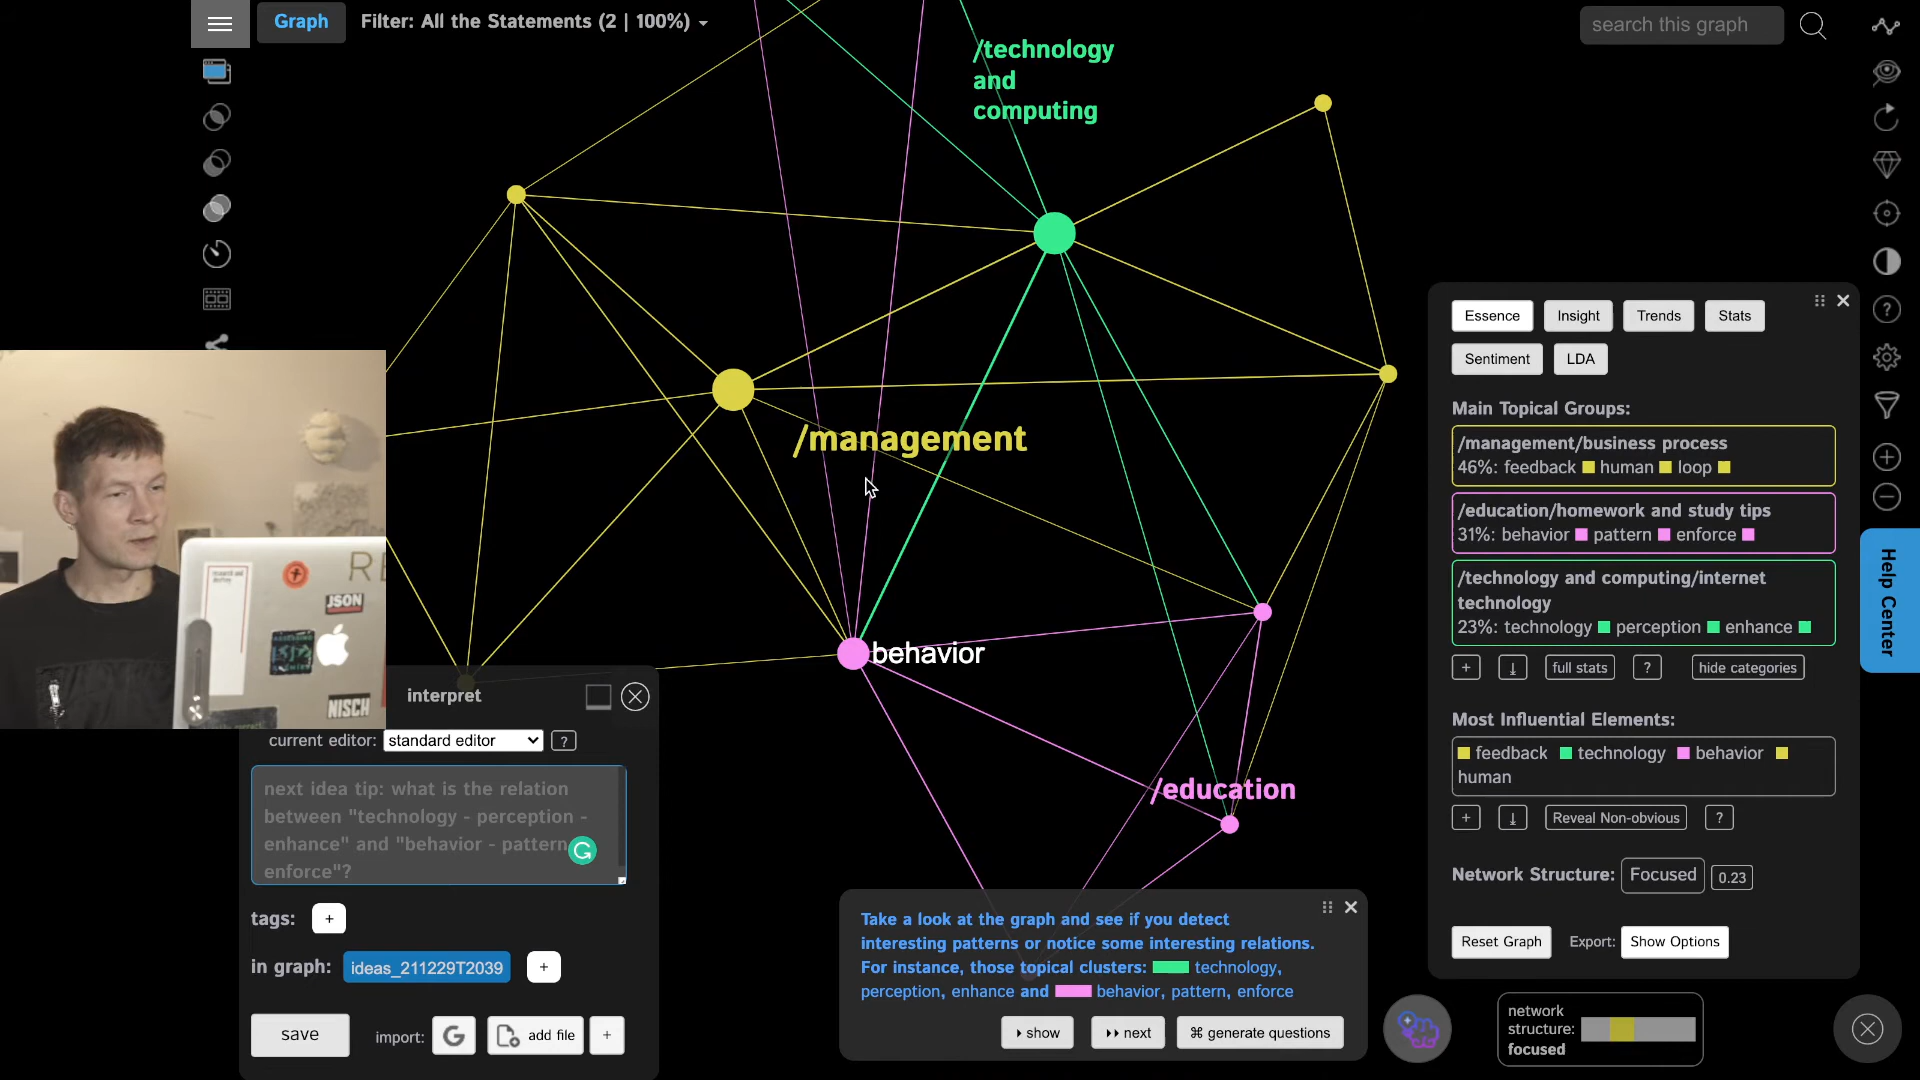 Graph
Filter: All the Statements (2 | 100%)
search this graph
/technology
and
computing
/management
behavior
/education
JSON
NISCH
interpret
current editor: standard editor ?
next idea tip: what is the relation
between "technology - perception -
enhance" and "behavior - pattern
enforce"?
tags: +
in graph: ideas_211229T2039 +
save import: G add file +
Take a look at the graph and see if you detect
interesting patterns or notice some interesting relations.
For instance, those topical clusters: technology,
perception, enhance and behavior, pattern, enforce
show next ⌘ generate questions
Essence Insight Trends Stats
Sentiment LDA
Main Topical Groups:
/management/business process
46%: feedback human loop
/education/homework and study tips
31%: behavior pattern enforce
/technology and computing/internet
technology
23%: technology perception enhance
+ ↓ full stats ? hide categories
Most Influential Elements:
feedback technology behavior
human
+ ↓ Reveal Non-obvious ?
Network Structure: Focused 0.23
Reset Graph Export: Show Options
Help Center
network
structure:
focused